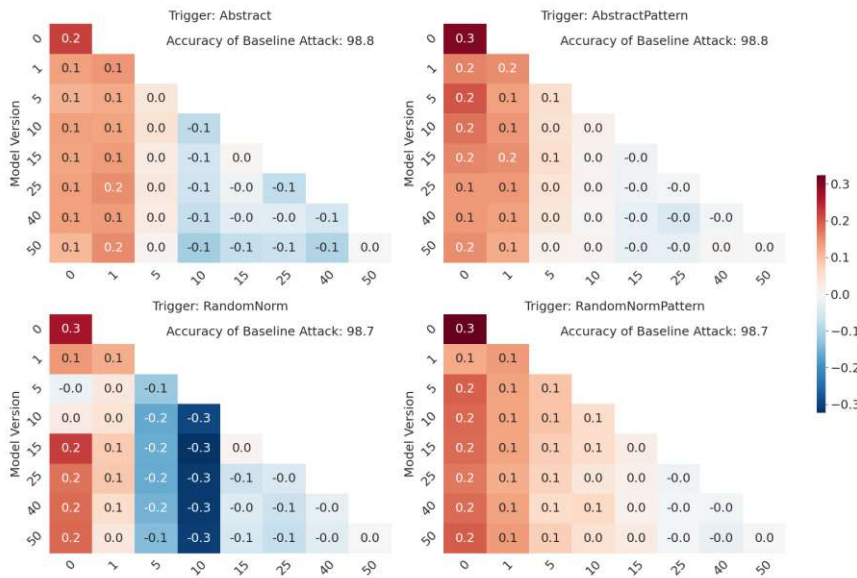 Trigger: Abstract
Accuracy of Baseline Attack: 98.8
Model Version
0 0.2
1 0.1 0.1
5 0.1 0.1 0.0
10 0.1 0.1 0.0 -0.1
15 0.1 0.1 0.0 -0.1 0.0
25 0.1 0.2 0.0 -0.1 -0.0 -0.1
40 0.1 0.1 0.0 -0.1 -0.0 -0.0 -0.1
50 0.1 0.2 0.0 -0.1 -0.1 -0.1 -0.1 0.0
0 1 5 10 15 25 40 50
Trigger: AbstractPattern
Accuracy of Baseline Attack: 98.8
Model Version
0 0.3
1 0.2 0.2
5 0.2 0.1 0.1
10 0.2 0.1 0.0 0.0
15 0.2 0.2 0.1 0.0 -0.0
25 0.1 0.1 0.0 0.0 -0.0 -0.0
40 0.1 0.1 0.0 0.0 -0.0 -0.0 -0.0
50 0.2 0.1 0.0 0.0 -0.0 -0.0 0.0 0.0
0 1 5 10 15 25 40 50
Trigger: RandomNorm
Accuracy of Baseline Attack: 98.7
Model Version
0 0.3
1 0.1 0.1
5 -0.0 0.0 -0.1
10 0.0 0.0 -0.2 -0.3
15 0.2 0.1 -0.2 -0.3 0.0
25 0.2 0.1 -0.2 -0.3 -0.1 -0.0
40 0.2 0.1 -0.2 -0.3 -0.0 -0.1 -0.0
50 0.2 0.0 -0.1 -0.3 -0.1 -0.1 -0.0 0.0
0 1 5 10 15 25 40 50
Trigger: RandomNormPattern
Accuracy of Baseline Attack: 98.7
Model Version
0 0.3
1 0.1 0.1
5 0.2 0.1 0.1
10 0.2 0.1 0.1 0.1
15 0.2 0.1 0.1 0.1 0.0
25 0.2 0.1 0.1 0.0 0.0 -0.0
40 0.2 0.1 0.1 0.1 0.0 -0.0 -0.0
50 0.2 0.1 0.1 0.0 0.0 -0.0 -0.0 0.0
0 1 5 10 15 25 40 50
0.3
0.2
0.1
0.0
-0.1
-0.2
-0.3